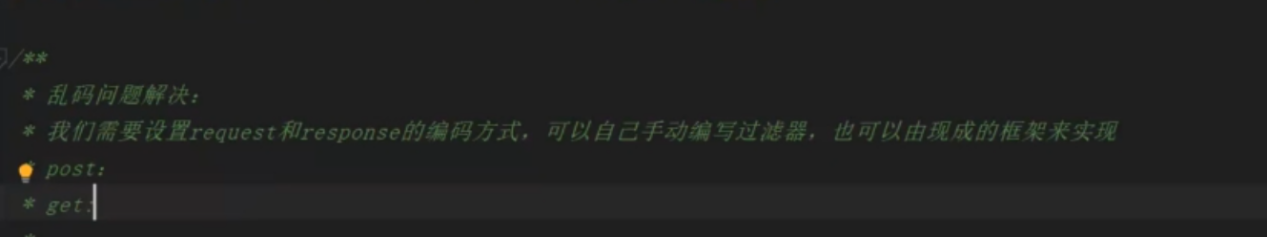 /**
* 乱码问题解决：
* 我们需要设置request和response的编码方式，可以自己手动编写过滤器，也可以由现成的框架来实现
* post：
* get：
*